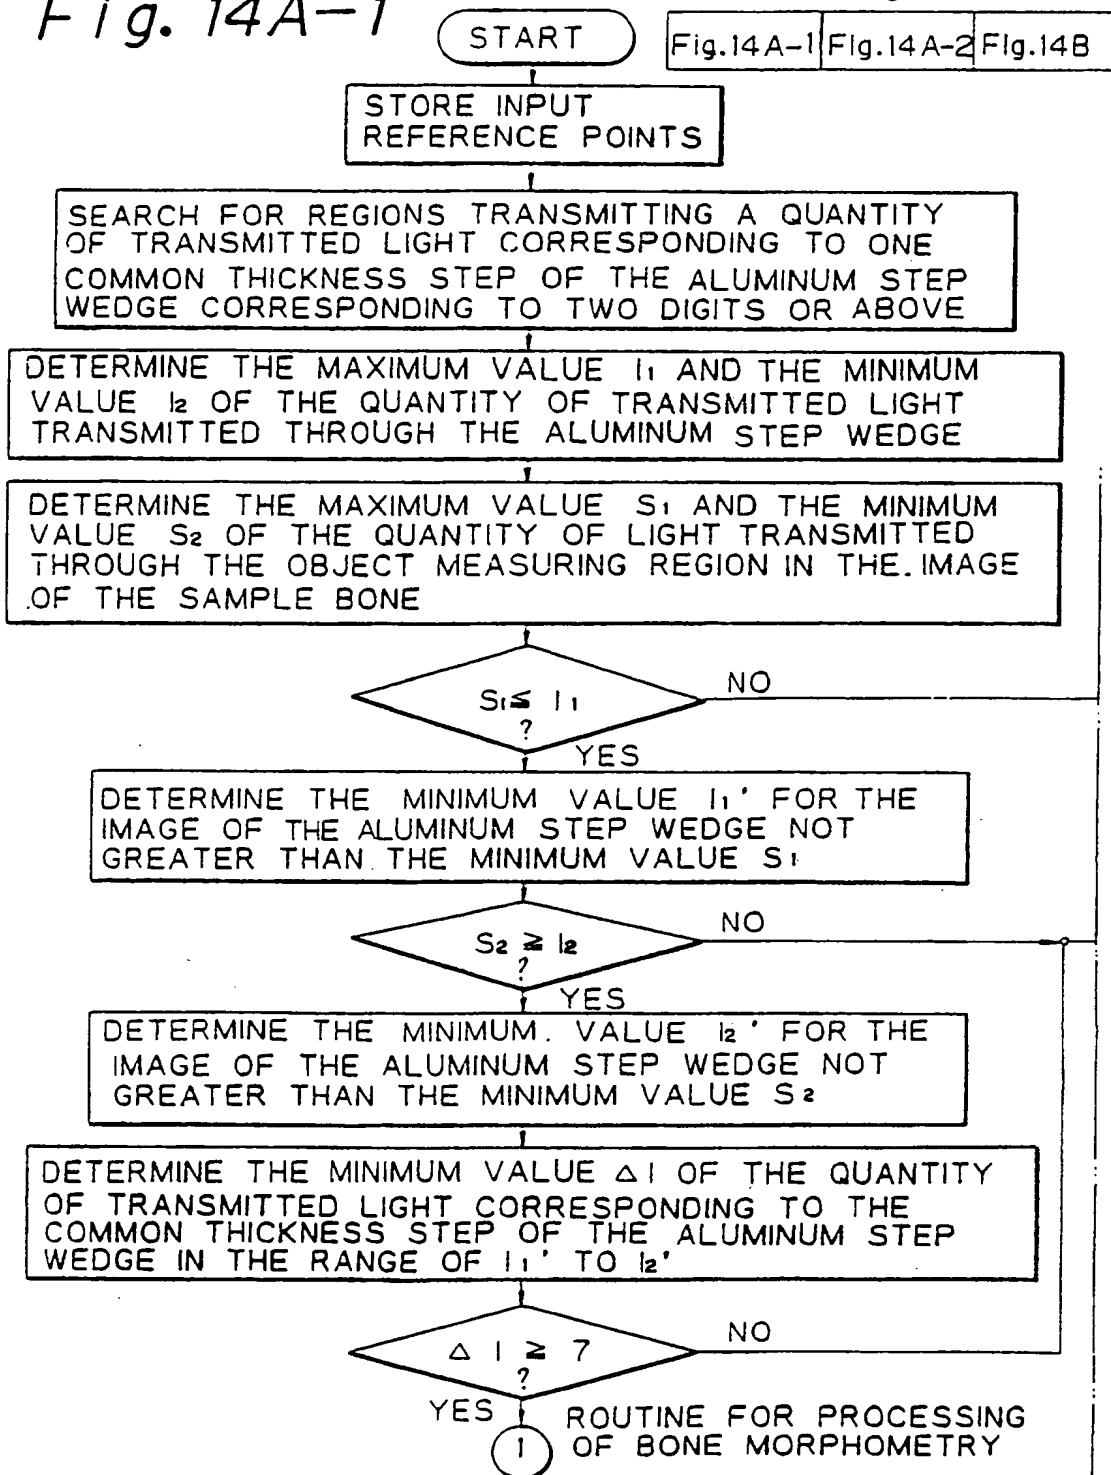 Fig. 14A-1
START
Fig.14A-1 Fig.14A-2 Fig.14B
STORE INPUT
REFERENCE POINTS
SEARCH FOR REGIONS TRANSMITTING A QUANTITY
OF TRANSMITTED LIGHT CORRESPONDING TO ONE
COMMON THICKNESS STEP OF THE ALUMINUM STEP
WEDGE CORRESPONDING TO TWO DIGITS OR ABOVE
DETERMINE THE MAXIMUM VALUE I₁ AND THE MINIMUM
VALUE I₂ OF THE QUANTITY OF TRANSMITTED LIGHT
TRANSMITTED THROUGH THE ALUMINUM STEP WEDGE
DETERMINE THE MAXIMUM VALUE S₁ AND THE MINIMUM
VALUE S₂ OF THE QUANTITY OF LIGHT TRANSMITTED
THROUGH THE OBJECT MEASURING REGION IN THE IMAGE
OF THE SAMPLE BONE
S₁ ≦ I₁
?
NO
YES
DETERMINE THE MINIMUM VALUE I₁' FOR THE
IMAGE OF THE ALUMINUM STEP WEDGE NOT
GREATER THAN THE MINIMUM VALUE S₁
S₂ ≧ I₂
?
NO
YES
DETERMINE THE MINIMUM. VALUE I₂' FOR THE
IMAGE OF THE ALUMINUM STEP WEDGE NOT
GREATER THAN THE MINIMUM VALUE S₂
DETERMINE THE MINIMUM VALUE △I OF THE QUANTITY
OF TRANSMITTED LIGHT CORRESPONDING TO THE
COMMON THICKNESS STEP OF THE ALUMINUM STEP
WEDGE IN THE RANGE OF I₁' TO I₂'
△ I ≧ 7
?
NO
YES
1
ROUTINE FOR PROCESSING
OF BONE MORPHOMETRY